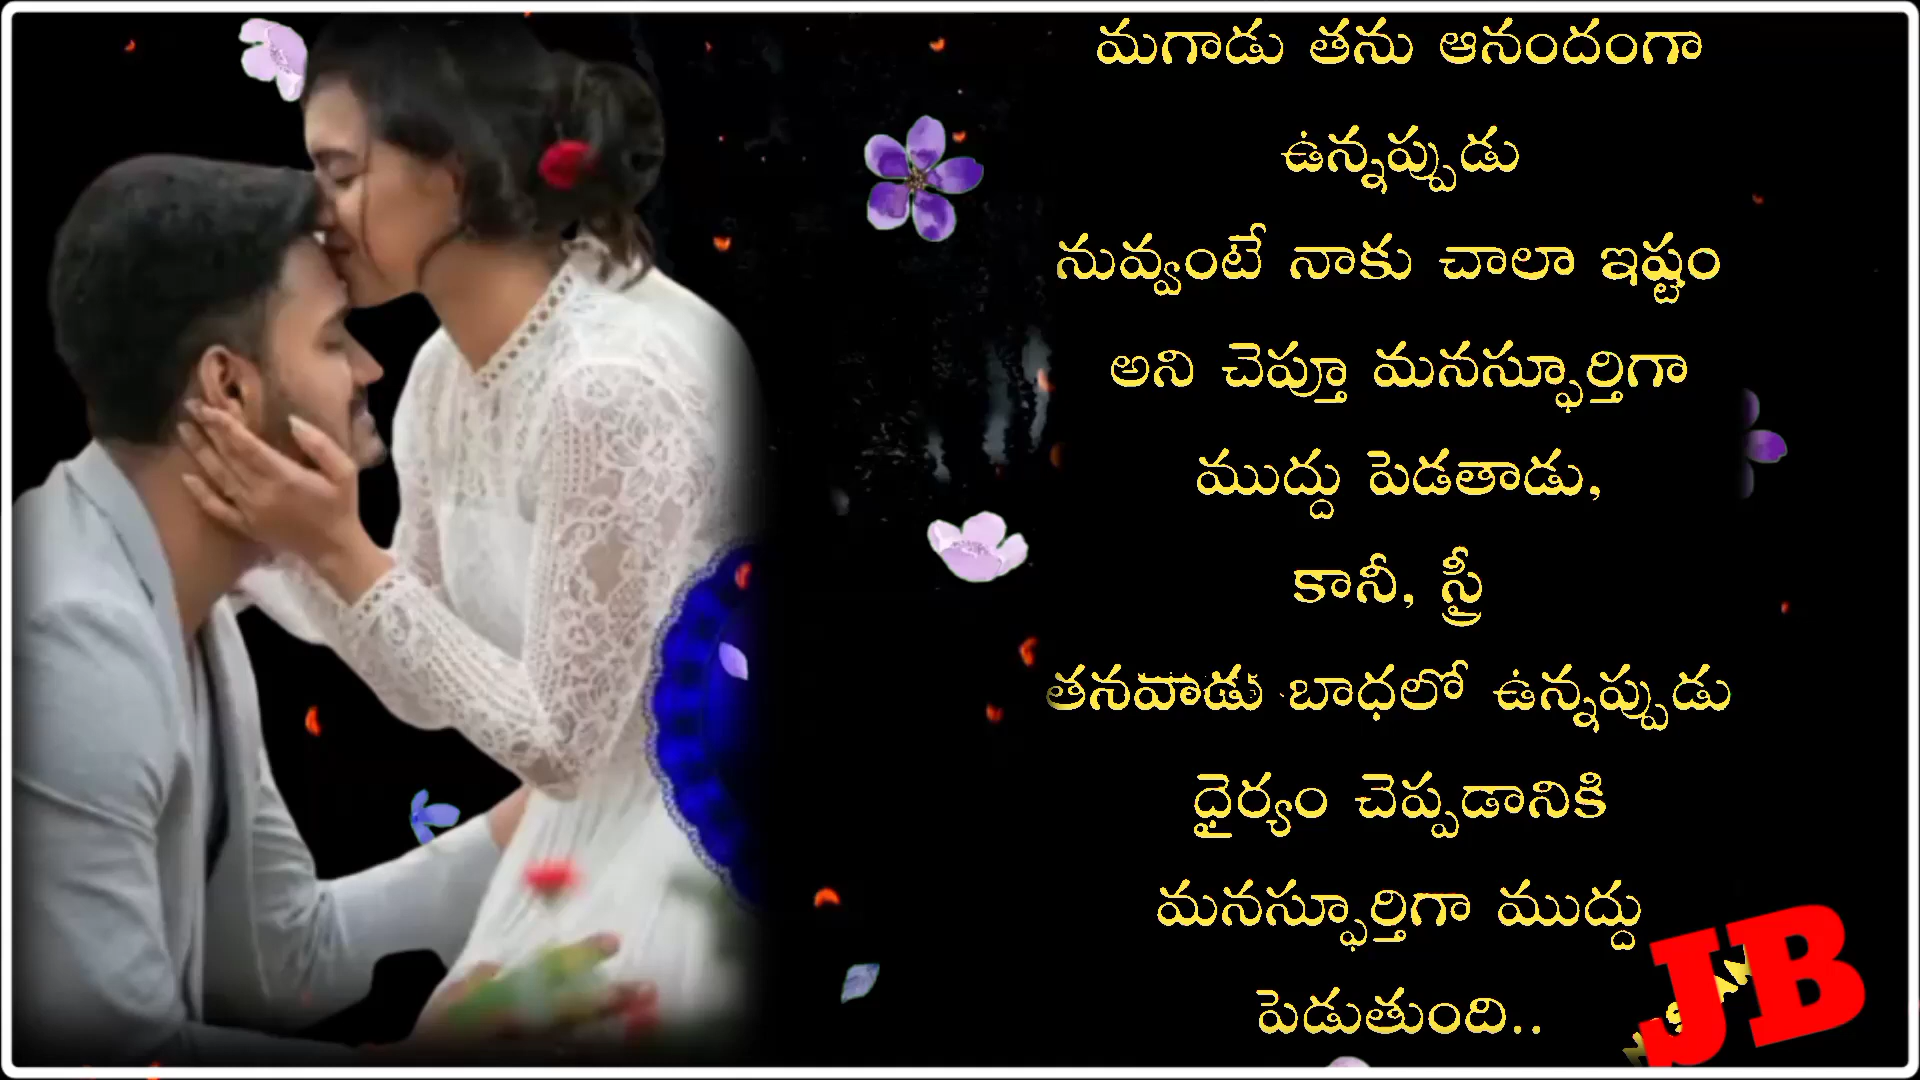 మగాడు తను ఆనందంగా
ఉన్నప్పుడు
నువ్వంటే నాకు చాలా ఇష్టం
అని చెప్తూ మనస్ఫూర్తిగా
ముద్దు పెడతాడు,
కానీ, స్త్రీ
తనవాడు బాధలో ఉన్నప్పుడు
ధైర్యం చెప్పడానికి
మనస్ఫూర్తిగా ముద్దు
పెడుతుంది..
JB